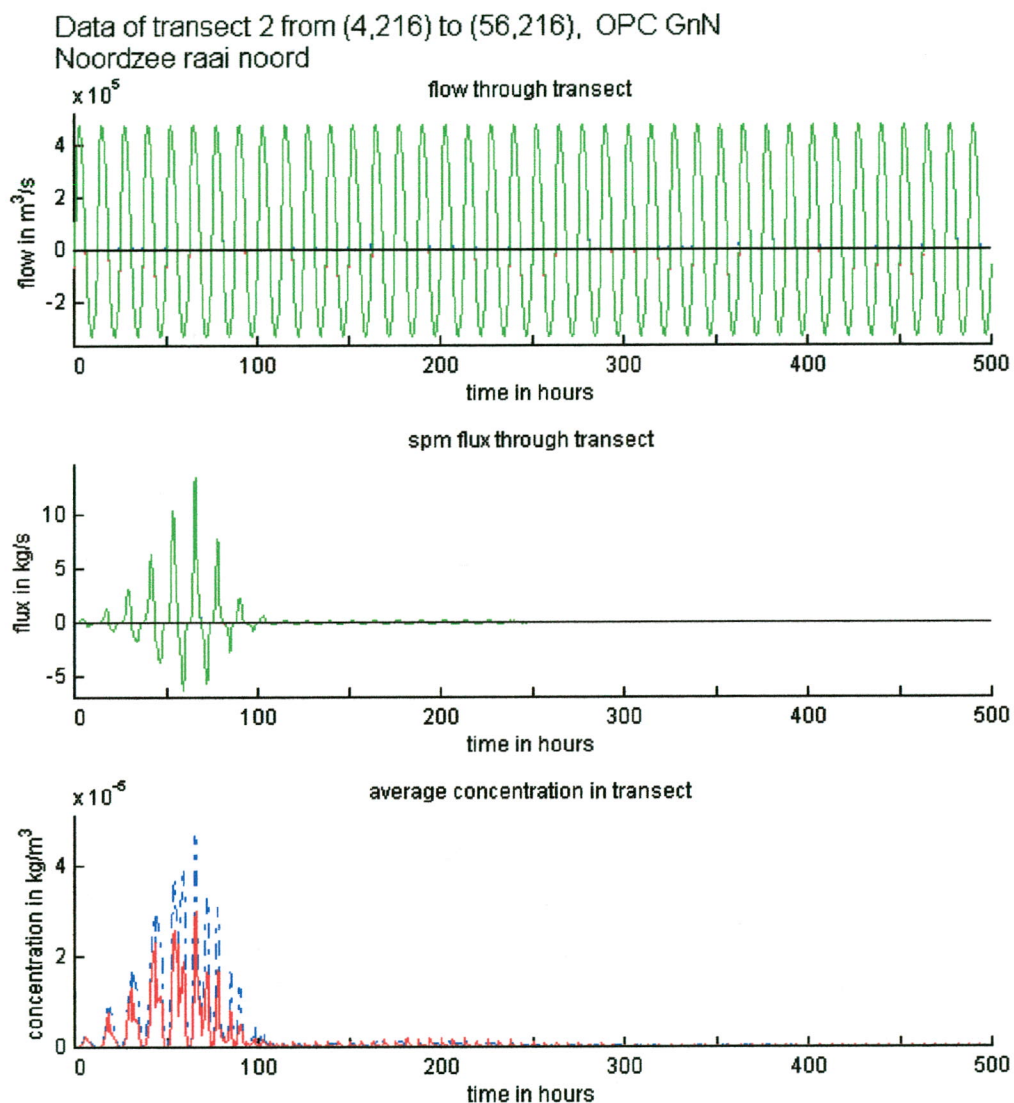 Data of transect 2 from (4,216) to (56,216), OPC GnN
Noordzee raai noord
flow through transect
x 10^5
flow in m^3/s
4
2
0
-2
0 100 200 300 400 500
time in hours
spm flux through transect
flux in kg/s
10
5
0
-5
0 100 200 300 400 500
time in hours
average concentration in transect
x 10^-5
concentration in kg/m^3
4
2
0
0 100 200 300 400 500
time in hours